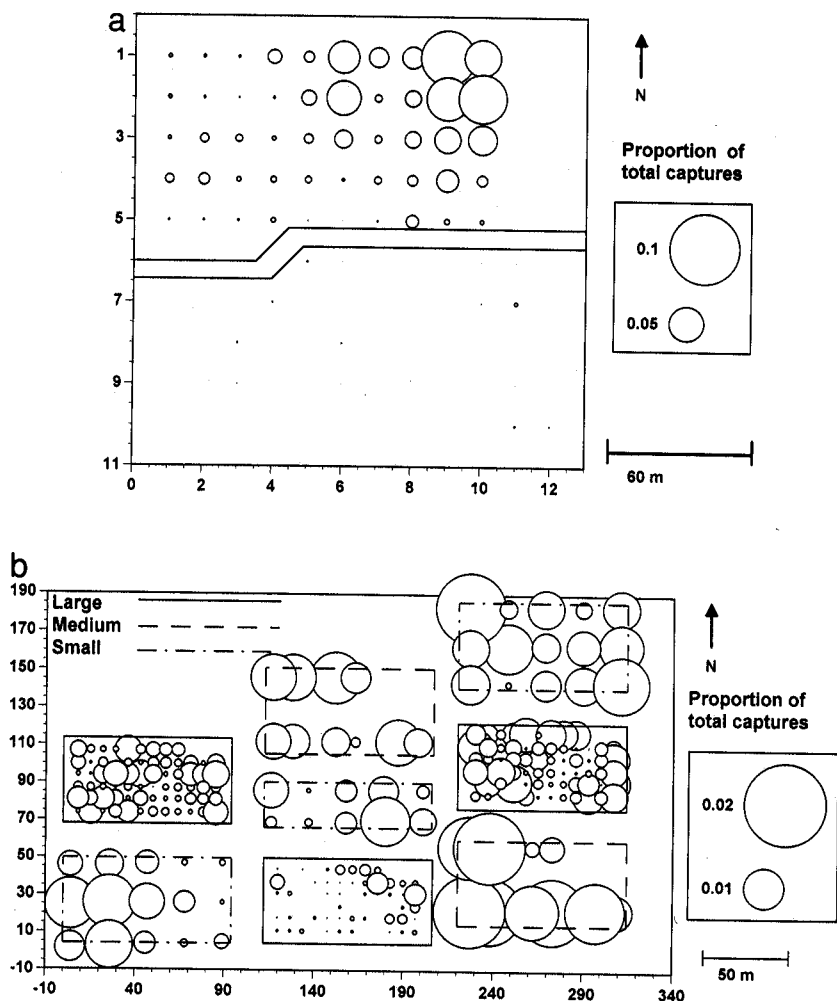 a
1
3
5
7
9
11
0 2 4 6 8 10 12
N
Proportion of
total captures
0.1
0.05
60 m
b
190
170
150
130
110
90
70
50
30
10
-10
-10 40 90 140 190 240 290 340
Large
Medium
Small
N
Proportion of
total captures
0.02
0.01
50 m